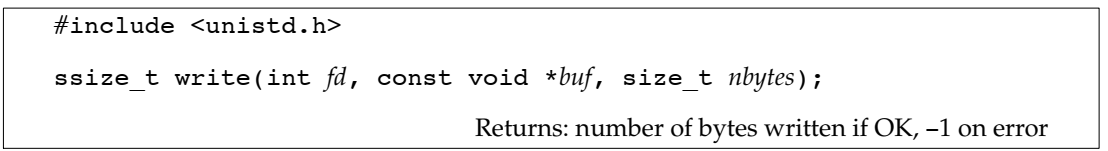 #include <unistd.h>
ssize_t write(int fd, const void *buf, size_t nbytes);
Returns: number of bytes written if OK, –1 on error